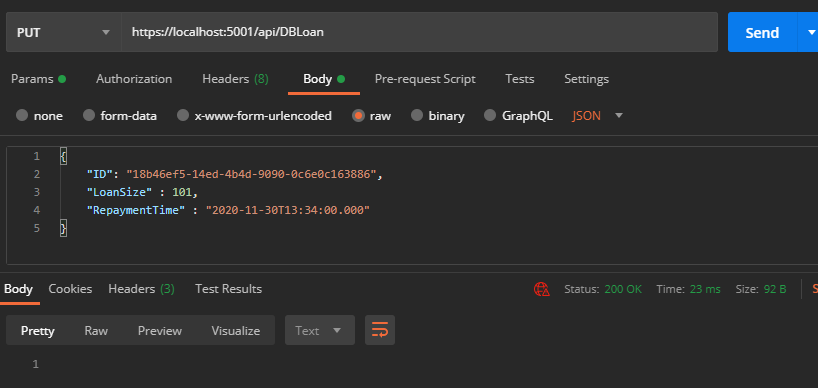 PUT https://localhost:5001/api/DBLoan Send
Params Authorization Headers (8) Body Pre-request Script Tests Settings
none form-data x-www-form-urlencoded raw binary GraphQL JSON
1 {
2 "ID": "18b46ef5-14ed-4b4d-9090-0c6e0c163886",
3 "LoanSize" : 101,
4 "RepaymentTime" : "2020-11-30T13:34:00.000"
5 }
Body Cookies Headers (3) Test Results Status: 200 OK Time: 23 ms Size: 92 B S
Pretty Raw Preview Visualize Text
1